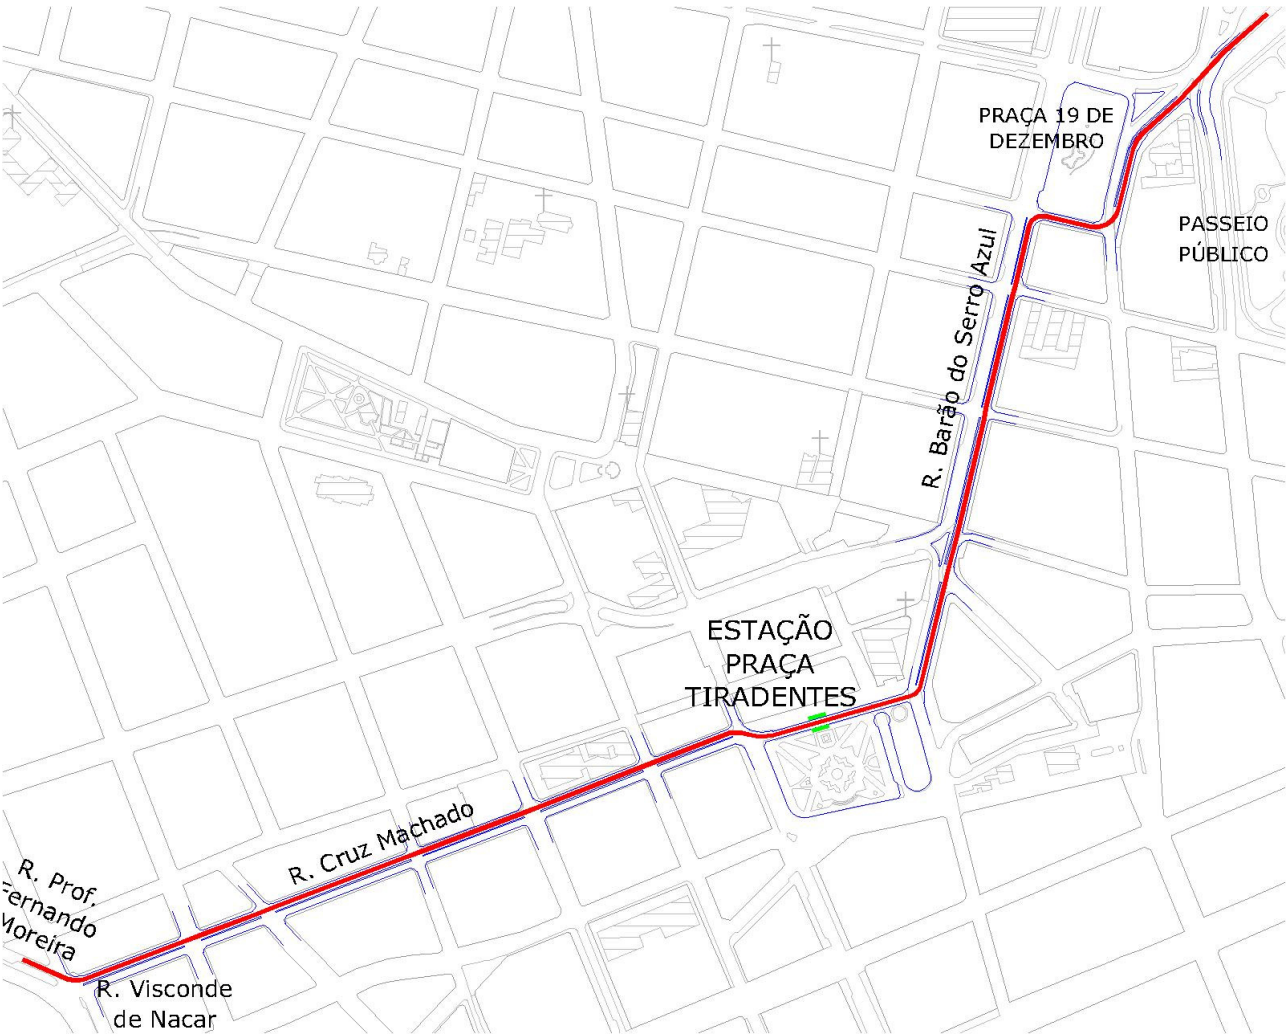 PRAÇA 19 DE
DEZEMBRO
PASSEIO
PÚBLICO
R. Barão do Serro Azul
ESTAÇÃO
PRAÇA
TIRADENTES
R. Cruz Machado
R. Prof.
Fernando
Moreira
R. Visconde
de Nacar